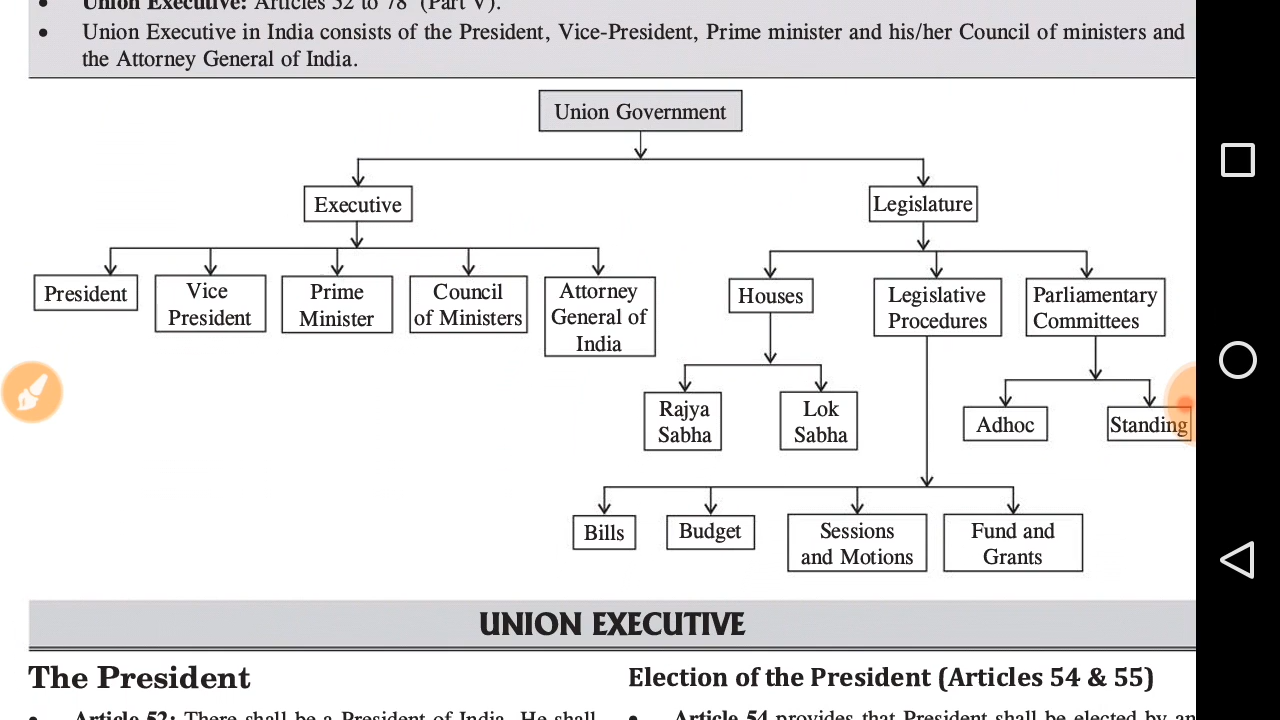 • Union Executive: Articles 52 to 78 (Part V).
• Union Executive in India consists of the President, Vice-President, Prime minister and his/her Council of ministers and
the Attorney General of India.
Union Government
Executive
Legislature
President
Vice
President
Prime
Minister
Council
of Ministers
Attorney
General of
India
Houses
Legislative
Procedures
Parliamentary
Committees
Rajya
Sabha
Lok
Sabha
Adhoc
Standing
Bills
Budget
Sessions
and Motions
Fund and
Grants
UNION EXECUTIVE
The President
• Article 52: There shall be a President of India. He shall
Election of the President (Articles 54 & 55)
• Article 54 provides that President shall be elected by an